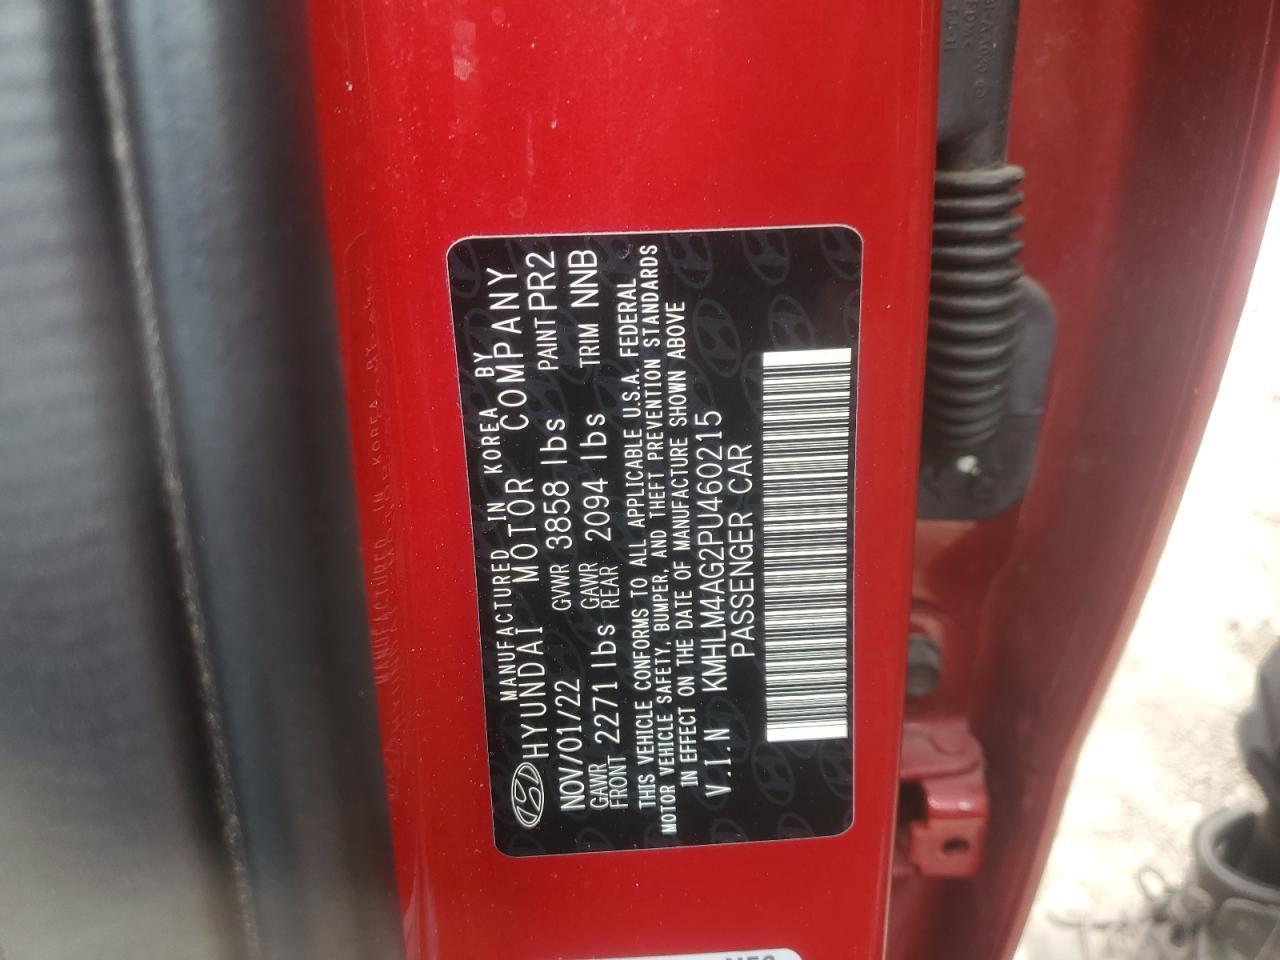 MANUFACTURED IN KOREA BY
HYUNDAI MOTOR COMPANY
NOV/01/22 GVWR 3858 lbs PAINT PR2
GAWR FRONT 2271 lbs GAWR REAR 2094 lbs TRIM NNB
THIS VEHICLE CONFORMS TO ALL APPLICABLE U.S.A. FEDERAL
MOTOR VEHICLE SAFETY, BUMPER, AND THEFT PREVENTION STANDARDS
IN EFFECT ON THE DATE OF MANUFACTURE SHOWN ABOVE
V.I.N KMHLM4AG2PU460215
PASSENGER CAR